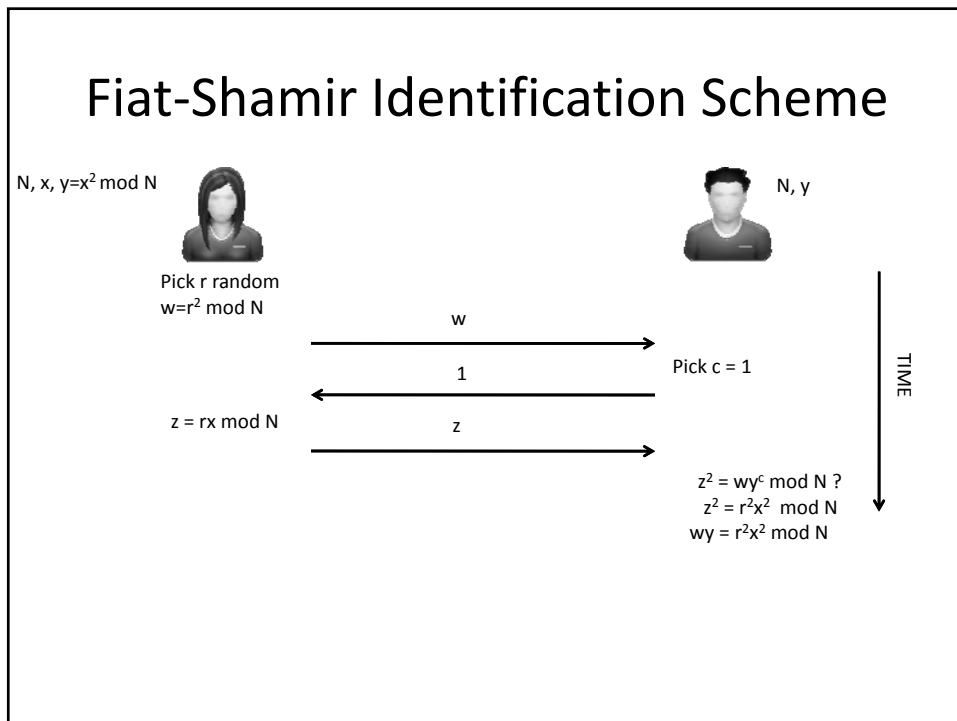 Fiat-Shamir Identification Scheme
N, x, y=x² mod N
N, y
Pick r random
w=r² mod N
w
Pick c = 1
1
TIME
z = rx mod N
z
z² = wyᶜ mod N ?
z² = r²x² mod N
wy = r²x² mod N